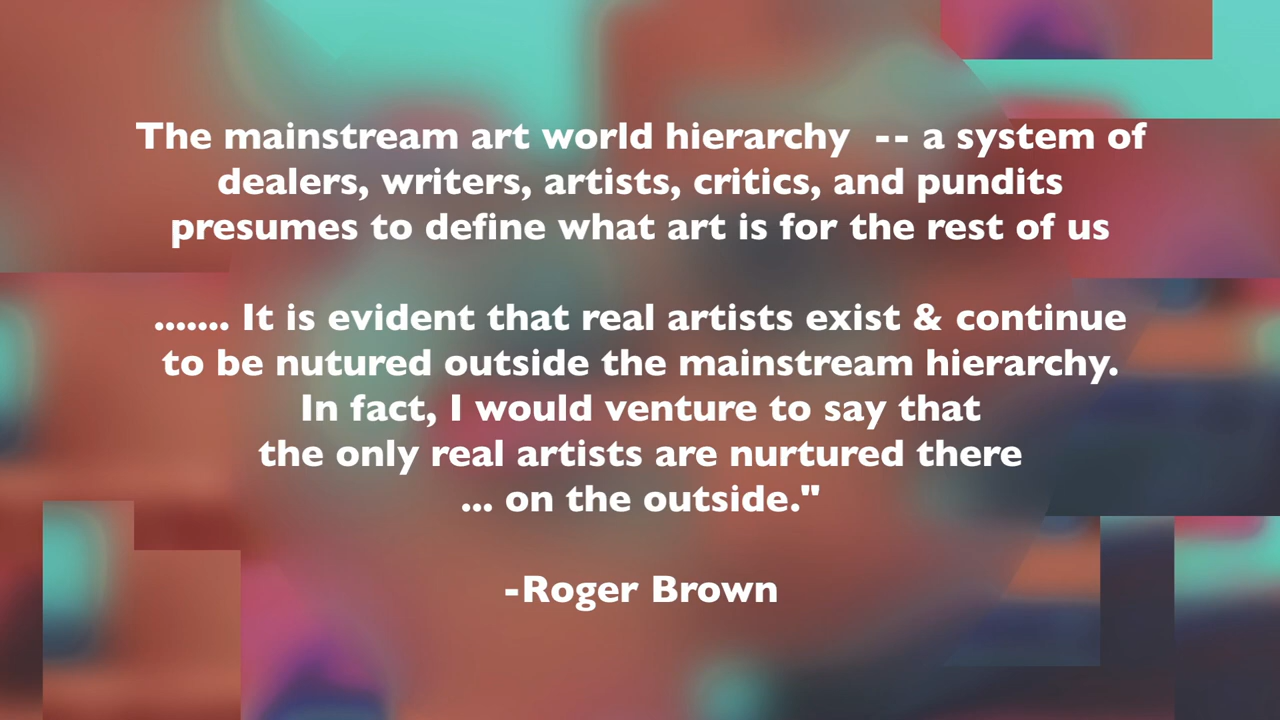 The mainstream art world hierarchy  -- a system of
dealers, writers, artists, critics, and pundits
presumes to define what art is for the rest of us
....... It is evident that real artists exist & continue
to be nutured outside the mainstream hierarchy.
In fact, I would venture to say that
the only real artists are nurtured there
... on the outside."
-Roger Brown